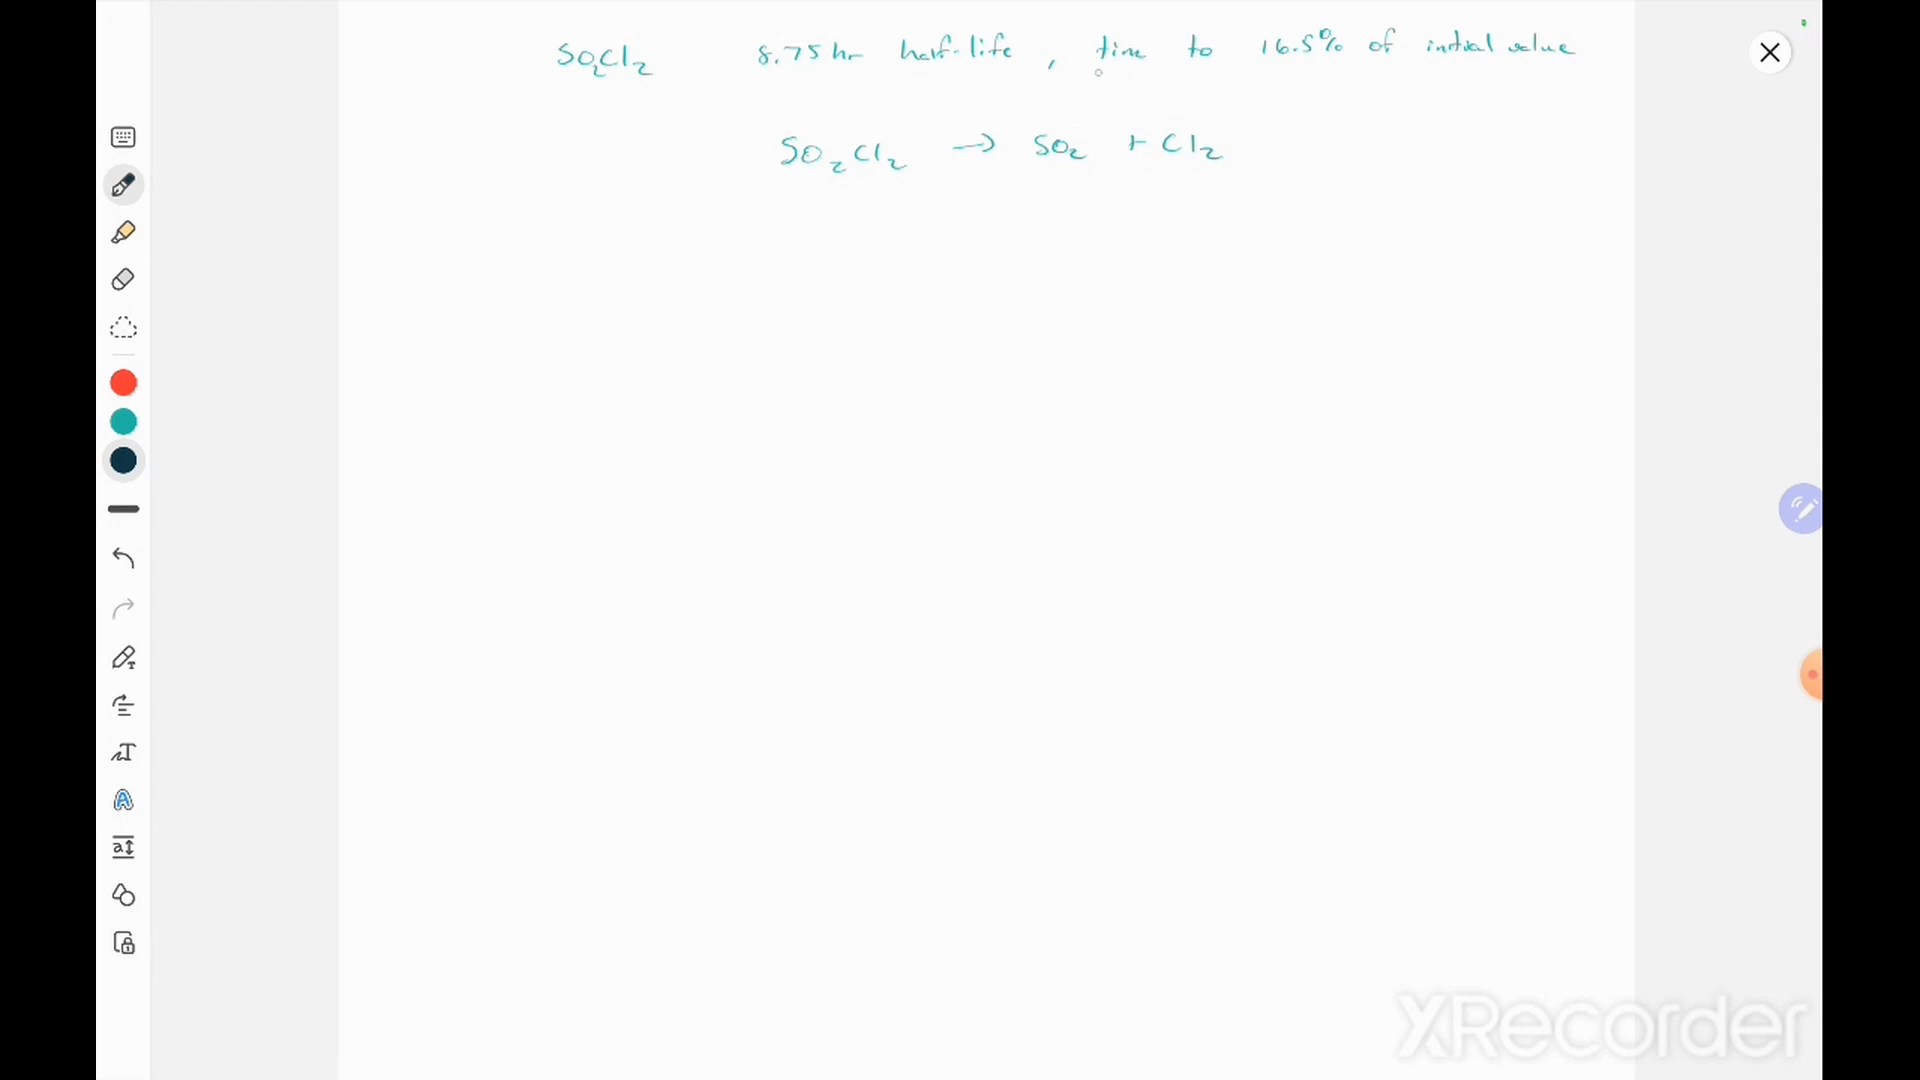 SO₂Cl₂ 8.75 hr half-life, time to 16.5% of initial value
SO₂Cl₂ → SO₂ + Cl₂
XRecorder